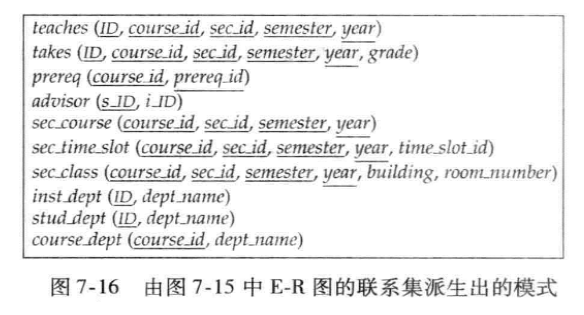 teaches (ID, course_id, sec_id, semester, year)
takes (ID, course_id, sec_id, semester, year, grade)
prereq (course_id, prereq_id)
advisor (s_ID, i_ID)
sec_course (course_id, sec_id, semester, year)
sec_time_slot (course_id, sec_id, semester, year, time_slot_id)
sec_class (course_id, sec_id, semester, year, building, room_number)
inst_dept (ID, dept_name)
stud_dept (ID, dept_name)
course_dept (course_id, dept_name)
图 7-16 由图 7-15 中 E-R 图的联系集派生出的模式